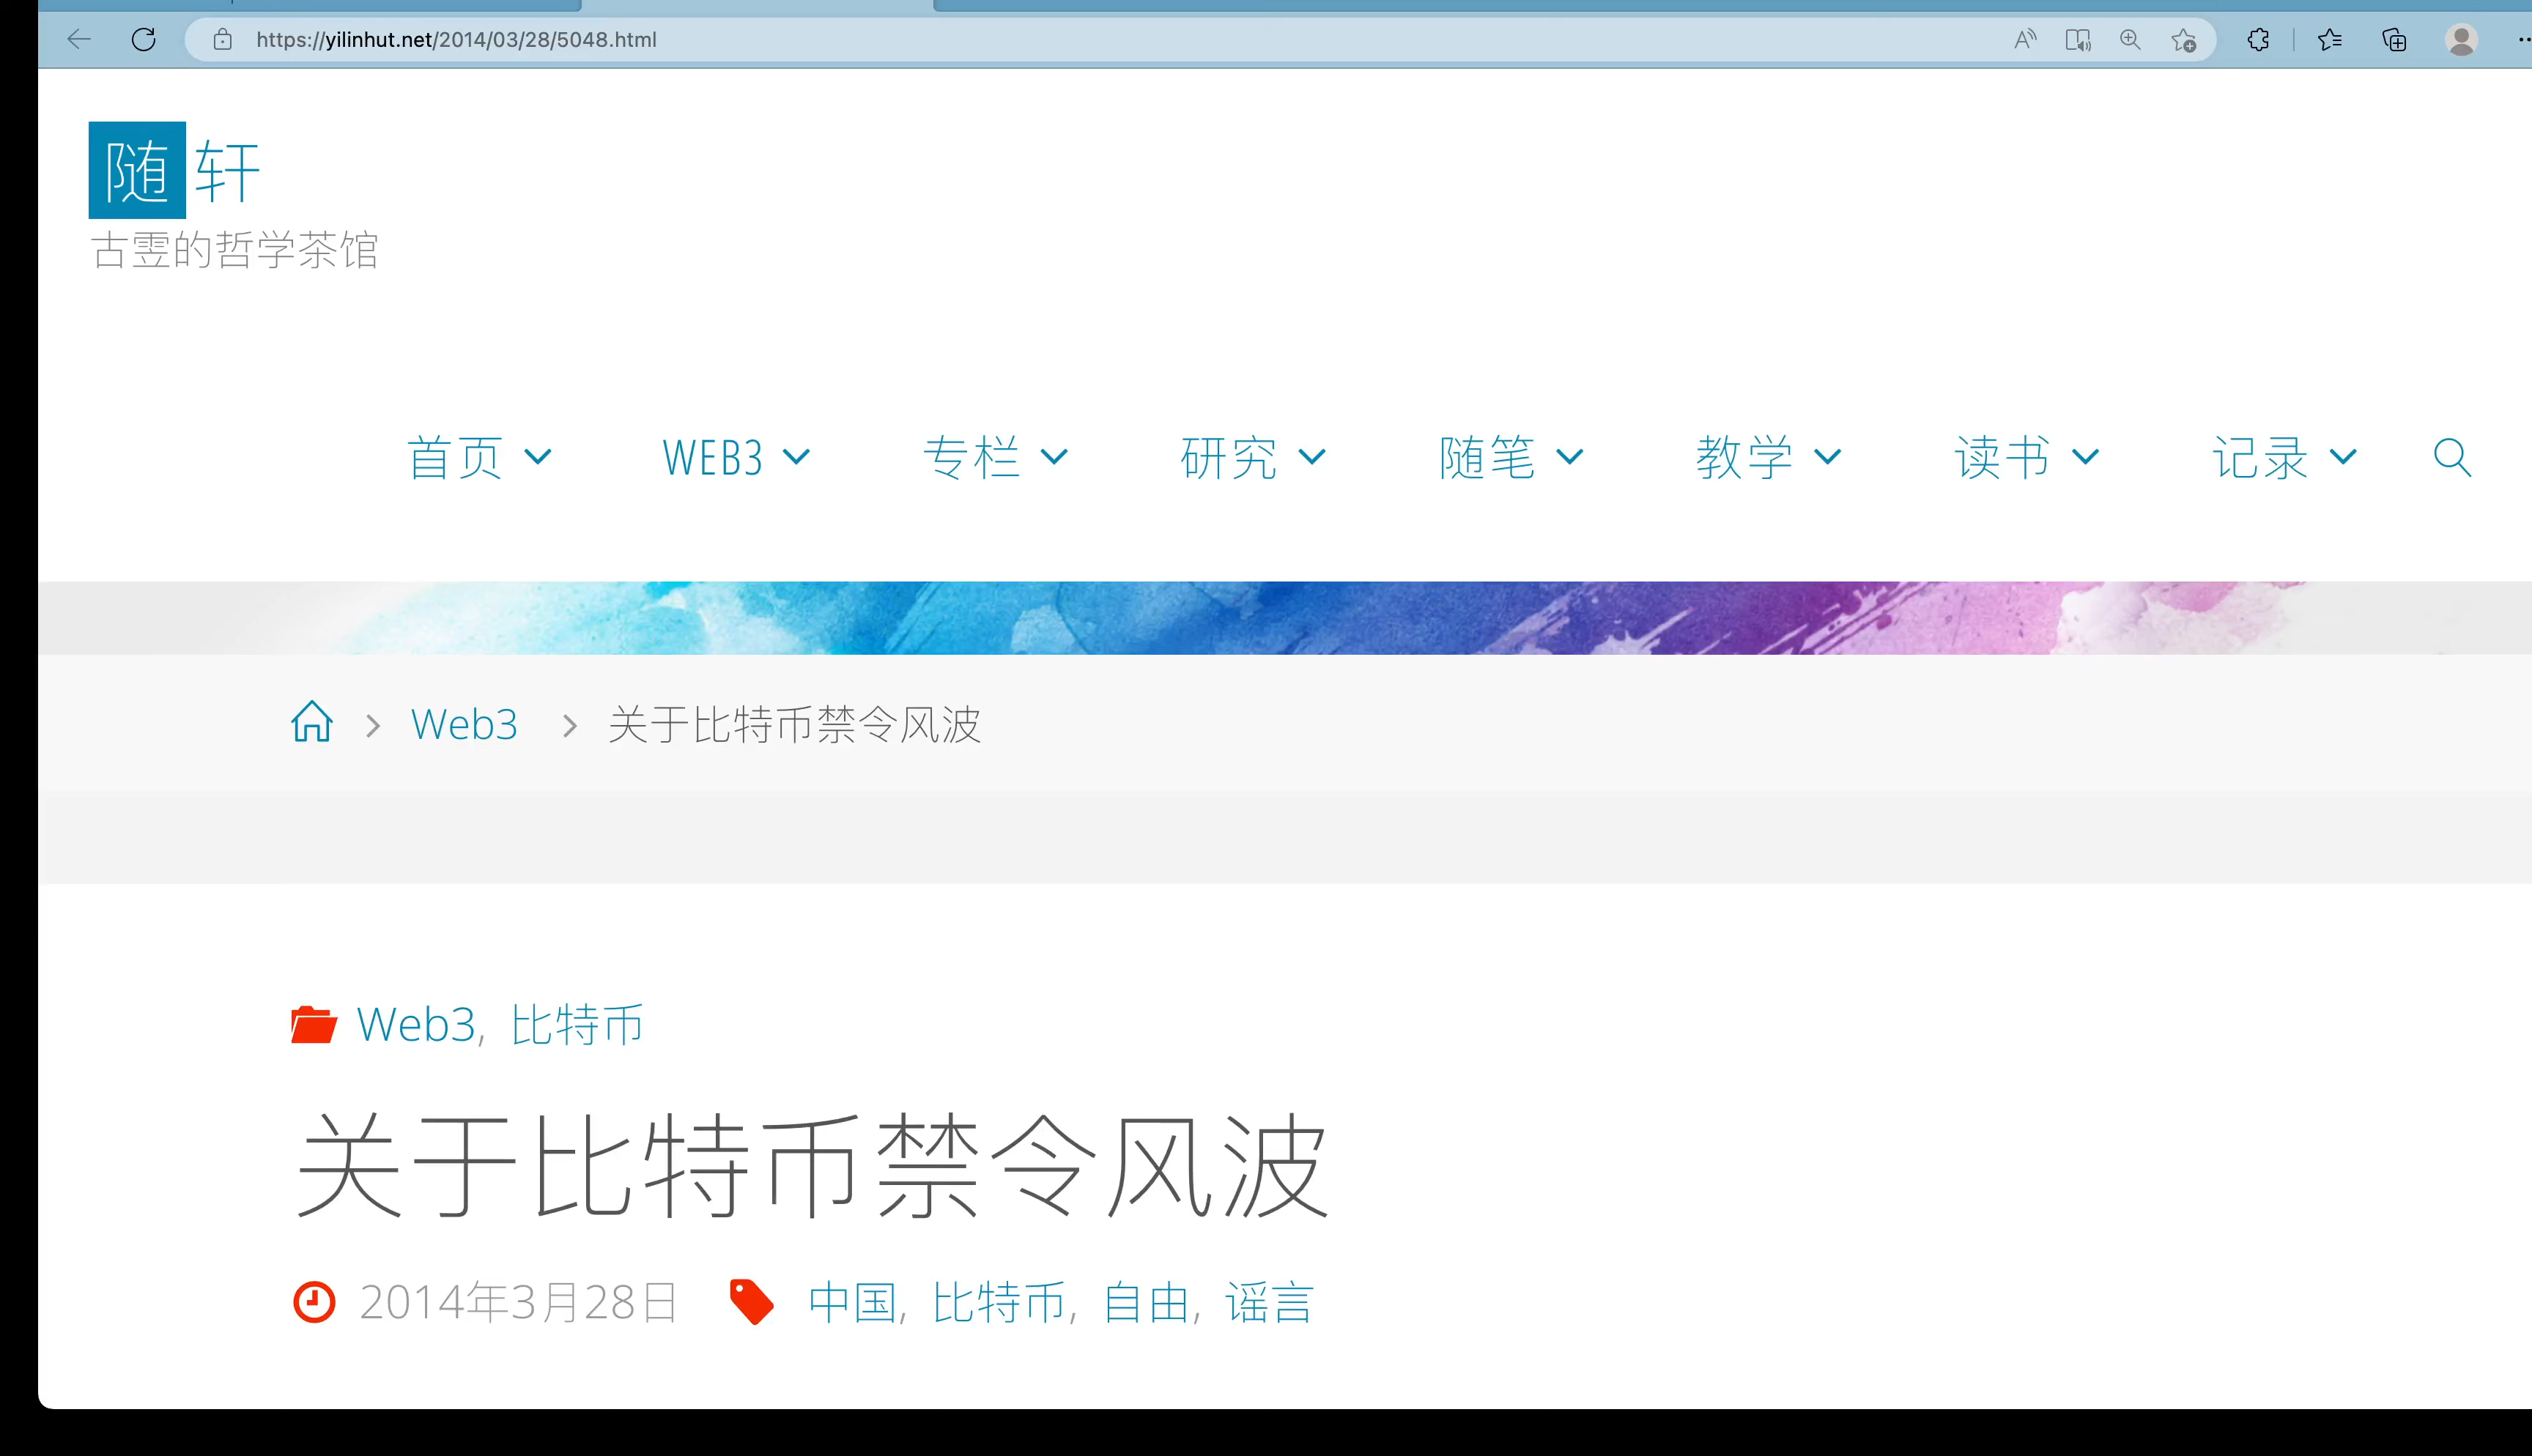 https://yilinhut.net/2014/03/28/5048.html
随轩
古雴的哲学茶馆
首页 WEB3 专栏 研究 随笔 教学 读书 记录
Web3 > 关于比特币禁令风波
Web3, 比特币
关于比特币禁令风波
2014年3月28日 中国, 比特币, 自由, 谣言